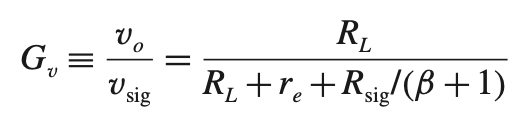 G_v ≡ v_o / v_sig = R_L / (R_L + r_e + R_sig/(β + 1))